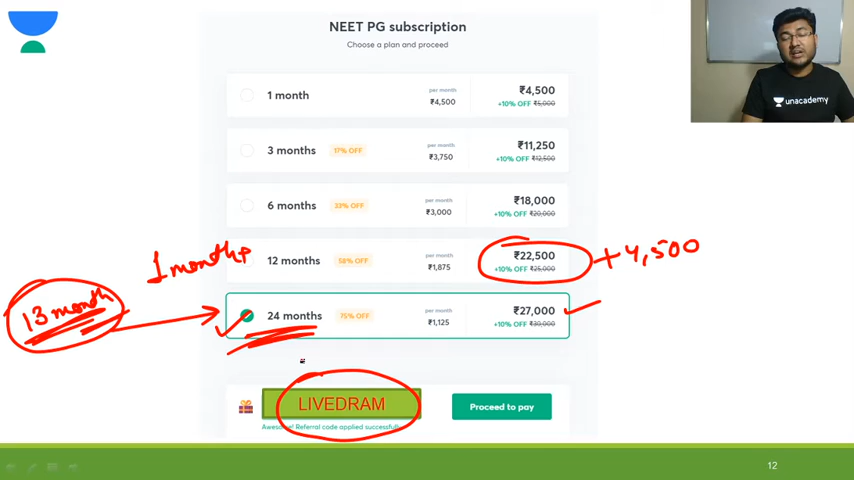 NEET PG subscription
Choose a plan and proceed
unacademy
1 month
per month
₹4,500
₹4,500
+10% OFF ₹5,000
3 months 17% OFF
per month
₹3,750
₹11,250
+10% OFF ₹12,500
6 months 33% OFF
per month
₹3,000
₹18,000
+10% OFF ₹20,000
1 month+
12 months 58% OFF
per month
₹1,875
₹22,500
+10% OFF ₹25,000
+4,500
13 month
24 months 75% OFF
per month
₹1,125
₹27,000
+10% OFF ₹30,000
LIVEDRAM
Awesome! Referral code applied successfully
Proceed to pay
12